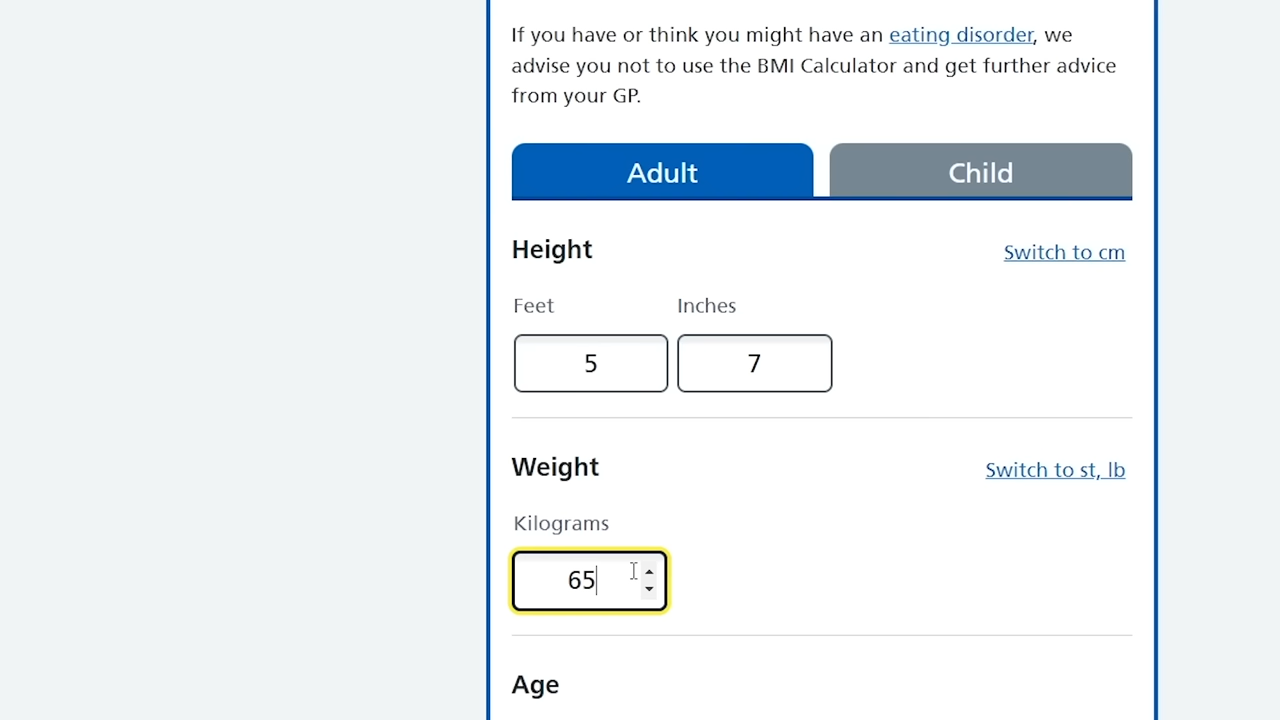 If you have or think you might have an eating disorder, we
advise you not to use the BMI Calculator and get further advice
from your GP.
Adult Child
Height Switch to cm
Feet Inches
5 7
Weight Switch to st, lb
Kilograms
65
Age